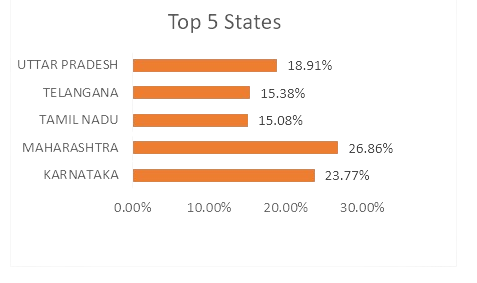 Top 5 States
UTTAR PRADESH 18.91%
TELANGANA 15.38%
TAMIL NADU 15.08%
MAHARASHTRA 26.86%
KARNATAKA 23.77%
0.00% 10.00% 20.00% 30.00%